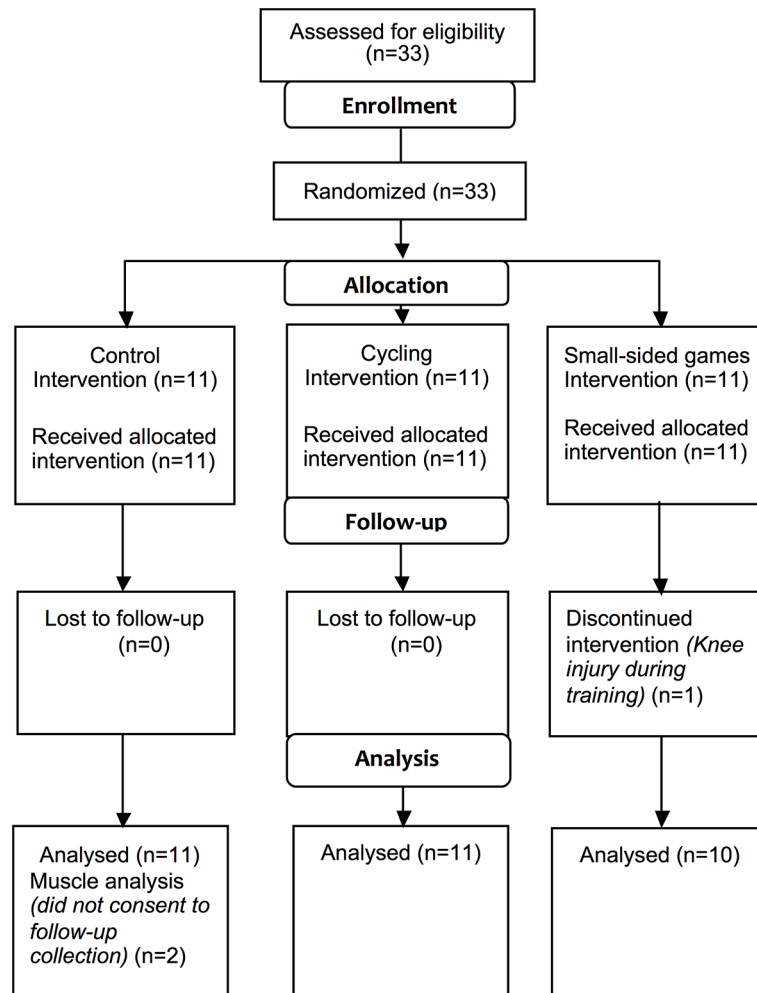 Assessed for eligibility
(n=33)
Enrollment
Randomized (n=33)
Allocation
Control
Intervention (n=11)
Received allocated
intervention (n=11)
Cycling
Intervention (n=11)
Received allocated
intervention (n=11)
Small-sided games
Intervention (n=11)
Received allocated
intervention (n=11)
Follow-up
Lost to follow-up
(n=0)
Lost to follow-up
(n=0)
Discontinued
intervention (Knee
injury during
training) (n=1)
Analysis
Analysed (n=11)
Muscle analysis
(did not consent to
follow-up
collection) (n=2)
Analysed (n=11)
Analysed (n=10)